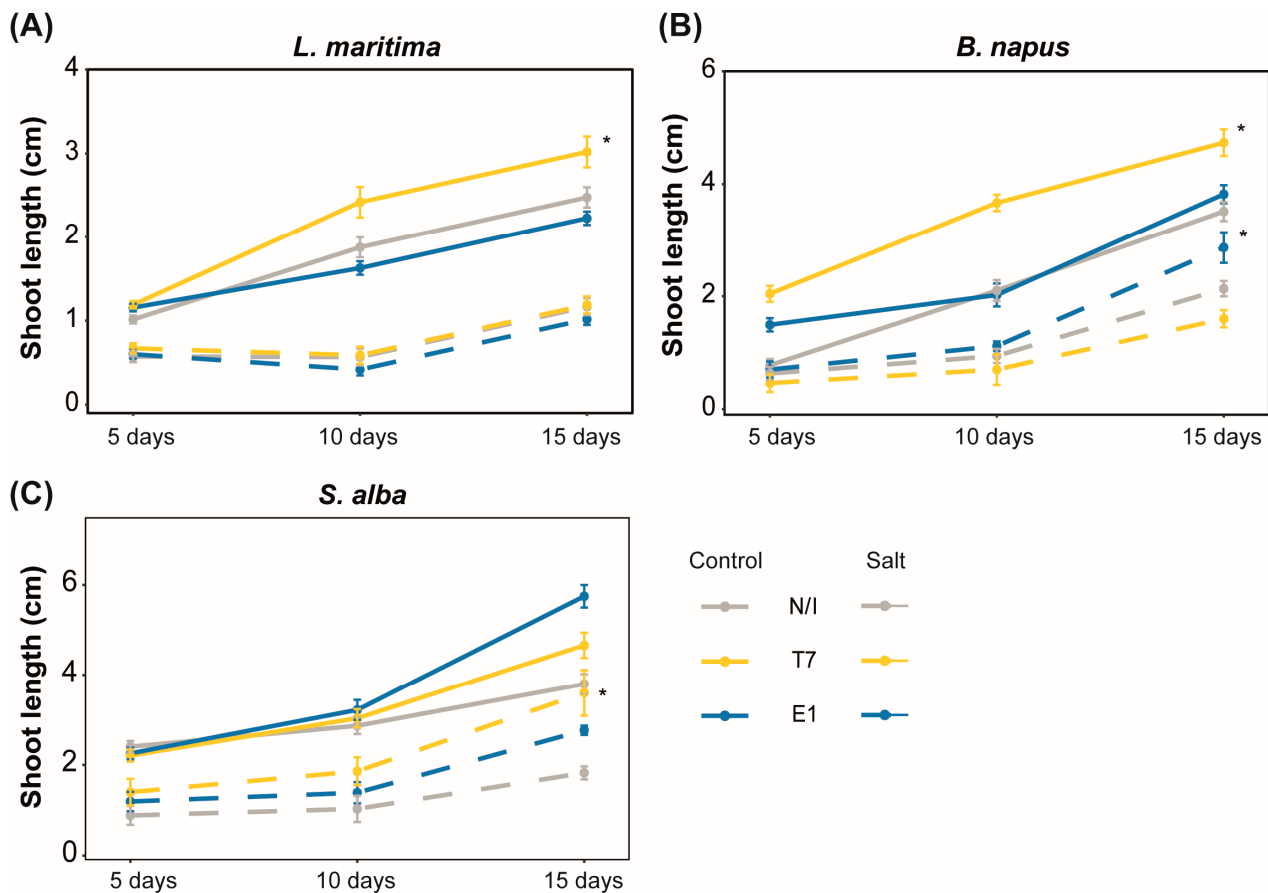 (A)
L. maritima
Shoot length (cm)
4
3
2
1
0
*
5 days 10 days 15 days
(B)
B. napus
Shoot length (cm)
6
4
2
0
*
*
5 days 10 days 15 days
(C)
S. alba
Shoot length (cm)
6
4
2
0
*
5 days 10 days 15 days
Control Salt
N/I
T7
E1